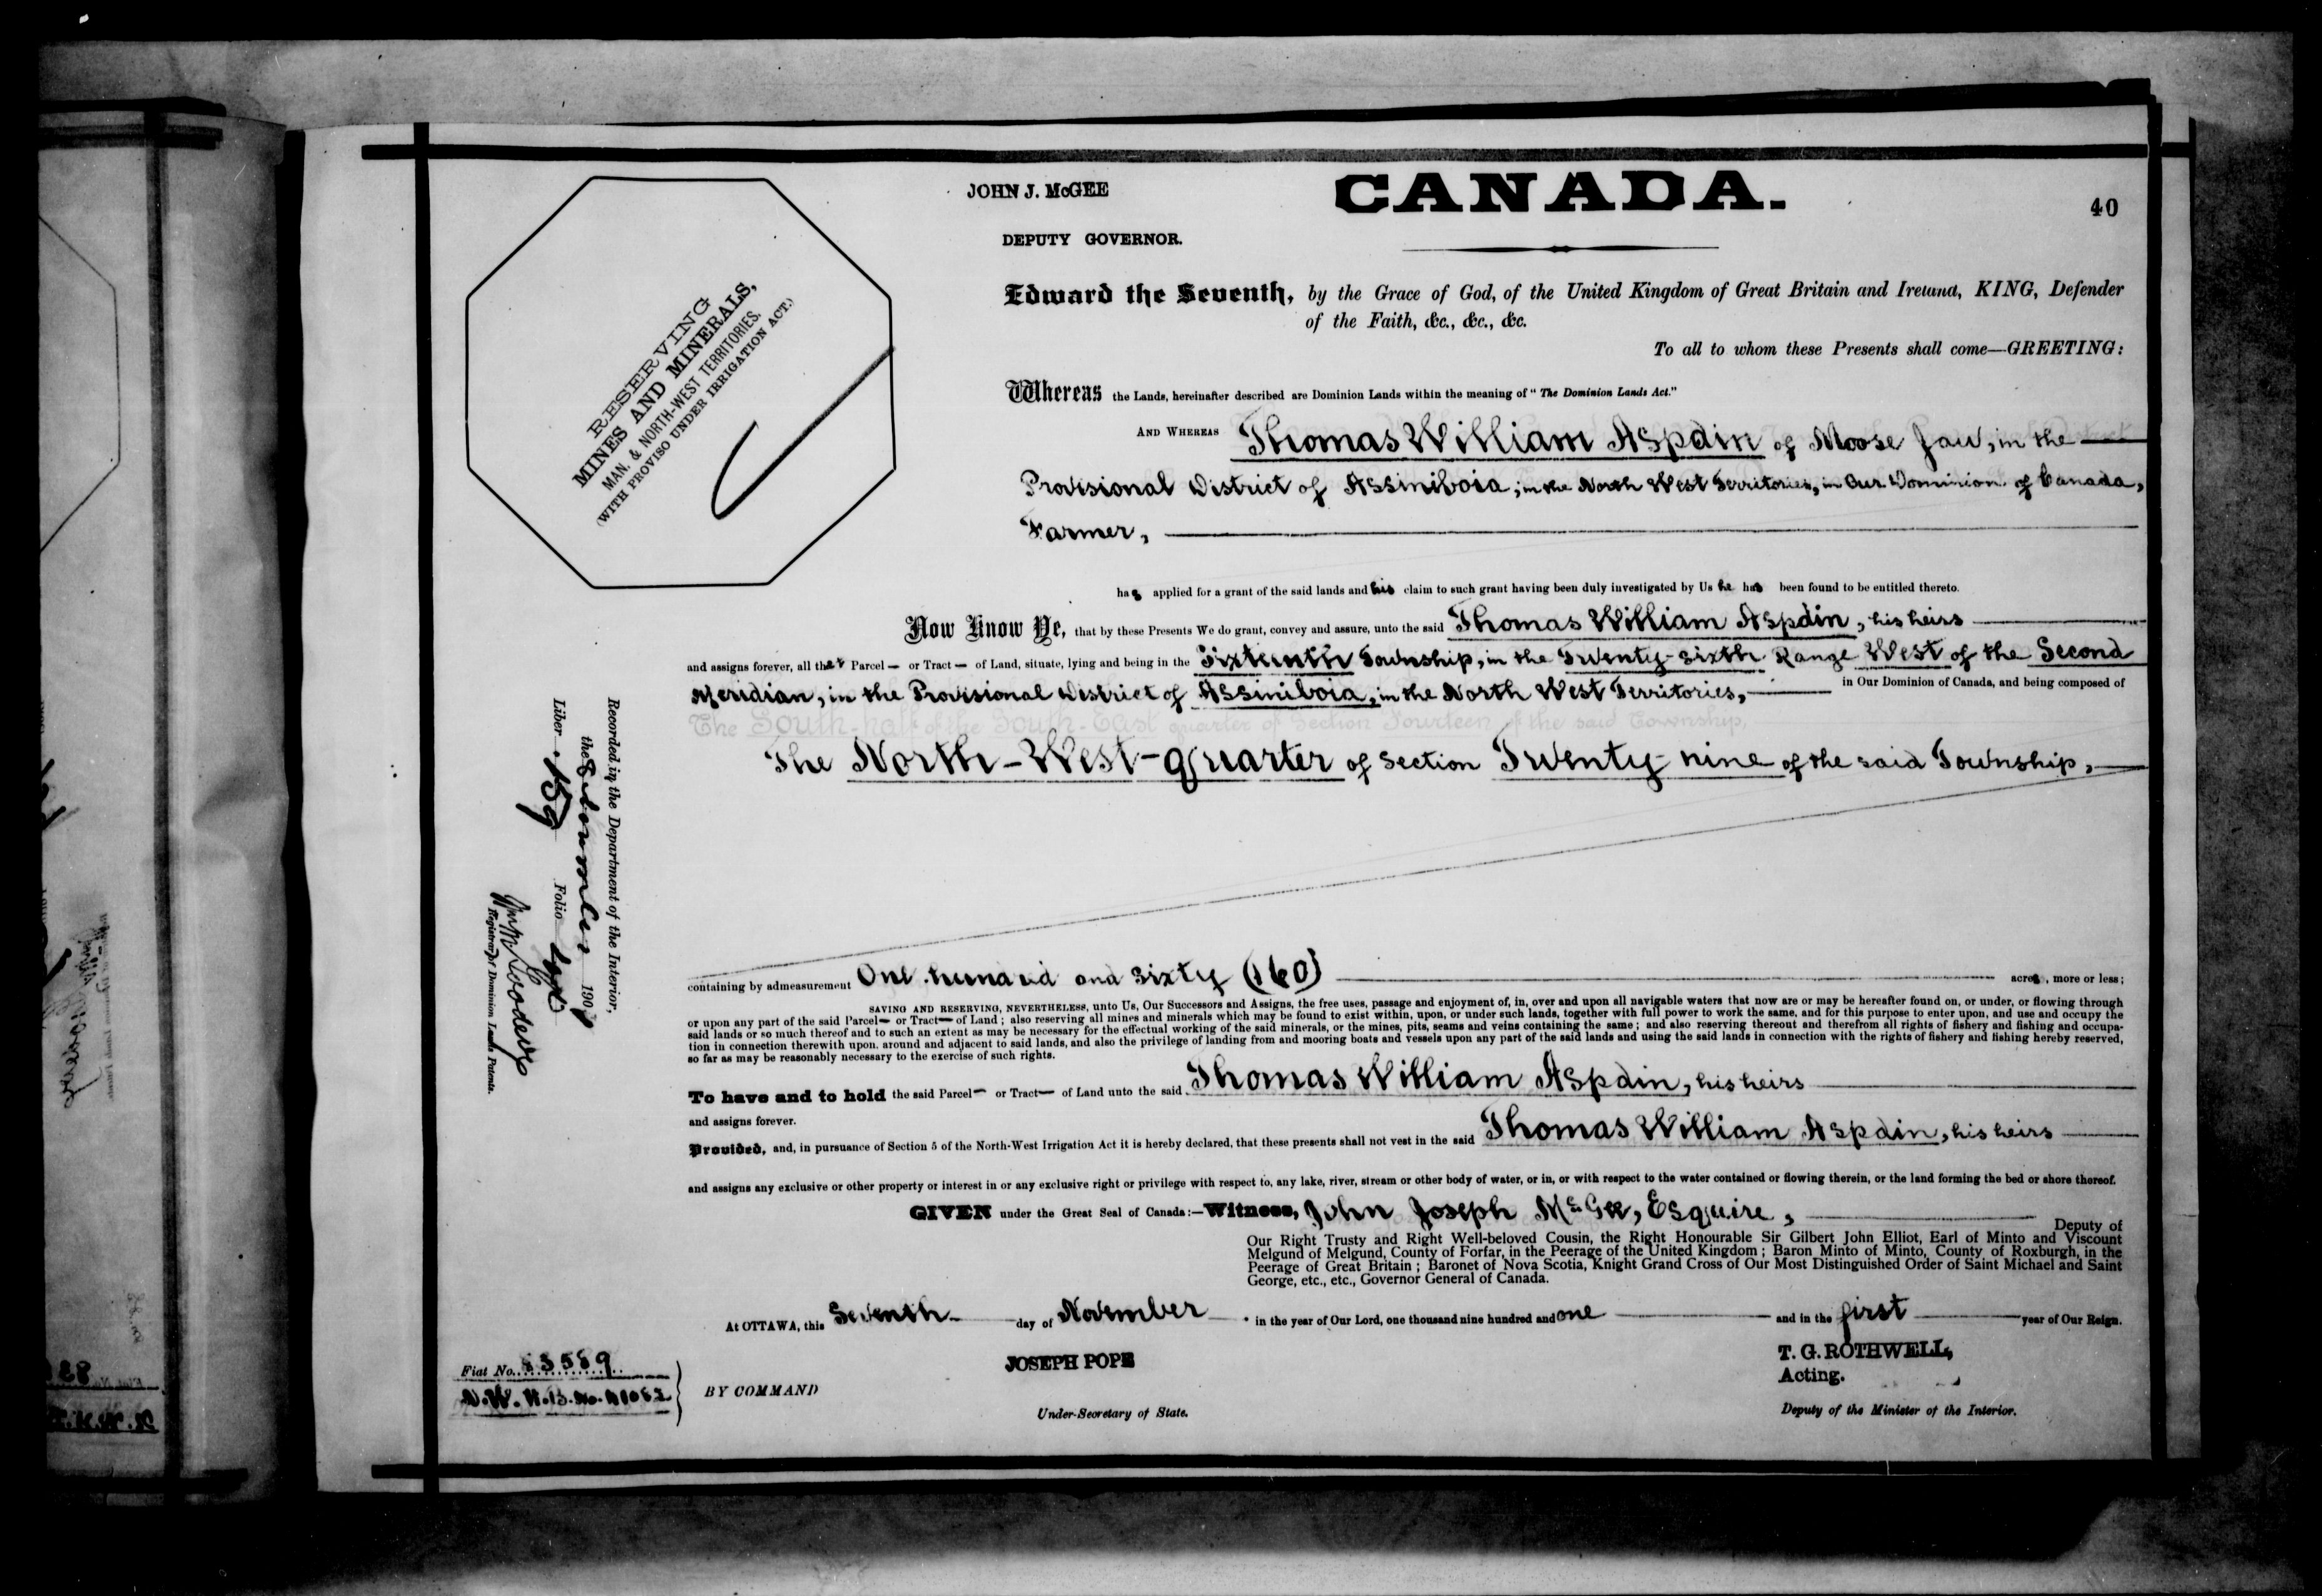 JOHN J. McGEE
CANADA.
40
DEPUTY GOVERNOR.
Edward the Seventh, by the Grace of God, of the United Kingdom of Great Britain and Ireland, KING, Defender
of the Faith, &c., &c., &c.
To all to whom these Presents shall come—GREETING:
RESERVING
MINES AND MINERALS,
MAN. & NORTH-WEST TERRITORIES.
(WITH PROVISO UNDER IRRIGATION ACT.)
Whereas the Lands, hereinafter described are Dominion Lands within the meaning of "The Dominion Lands Act."
AND WHEREAS Thomas William Aspdin of Moose Jaw, in the
Provisional District of Assiniboia, in the North West Territories, in Our Dominion of Canada,
Farmer,
has applied for a grant of the said lands and his claim to such grant having been duly investigated by Us he has been found to be entitled thereto.
Now Know Ye, that by these Presents We do grant, convey and assure, unto the said Thomas William Aspdin, his heirs
and assigns forever, all that Parcel — or Tract — of Land, situate, lying and being in the Sixteenth Township, in the Twenty-sixth Range West of the Second
Meridian, in the Provisional District of Assiniboia, in the North West Territories, in Our Dominion of Canada, and being composed of
The South-half of the South-East quarter of Section Fourteen of the said Township,
The North-West-quarter of Section Twenty-nine of the said Township,
containing by admeasurement One hundred and sixty (160) acres, more or less;
SAVING AND RESERVING, NEVERTHELESS, unto Us, Our Successors and Assigns, the free uses, passage and enjoyment of, in, over and upon all navigable waters that now are or may be hereafter found on, or under, or flowing through
or upon any part of the said Parcel— or Tract— of Land; also reserving all mines and minerals which may be found to exist within, upon, or under such lands, together with full power to work the same, and for this purpose to enter upon, and use and occupy the
said lands or so much thereof and to such an extent as may be necessary for the effectual working of the said minerals, or the mines, pits, seams and veins containing the same; and also reserving thereout and therefrom all rights of fishery and fishing and occupa-
tion in connection therewith upon, around and adjacent to said lands, and also the privilege of landing from and mooring boats and vessels upon any part of the said lands and using the said lands in connection with the rights of fishery and fishing hereby reserved,
so far as may be reasonably necessary to the exercise of such rights.
To have and to hold the said Parcel— or Tract— of Land unto the said Thomas William Aspdin, his heirs
and assigns forever.
Provided, and, in pursuance of Section 5 of the North-West Irrigation Act it is hereby declared, that these presents shall not vest in the said Thomas William Aspdin, his heirs
and assigns any exclusive or other property or interest in or any exclusive right or privilege with respect to, any lake, river, stream or other body of water, or in, or with respect to the water contained or flowing therein, or the land forming the bed or shore thereof.
GIVEN under the Great Seal of Canada:—Witness, John Joseph McGee, Esquire, Deputy of
Our Right Trusty and Right Well-beloved Cousin, the Right Honourable Sir Gilbert John Elliot, Earl of Minto and Viscount
Melgund of Melgund, County of Forfar, in the Peerage of the United Kingdom; Baron Minto of Minto, County of Roxburgh, in the
Peerage of Great Britain; Baronet of Nova Scotia, Knight Grand Cross of Our Most Distinguished Order of Saint Michael and Saint
George, etc., etc., Governor General of Canada.
At OTTAWA, this Seventh day of November in the year of Our Lord, one thousand nine hundred and one and in the first year of Our Reign.
JOSEPH POPE
T. G. ROTHWELL,
Acting.
BY COMMAND
Under-Secretary of State.
Deputy of the Minister of the Interior.
Fiat No. 3589
Recorded in the Department of the Interior,
the 190
Liber 159 Folio
Registrar of Dominion Lands Patents.